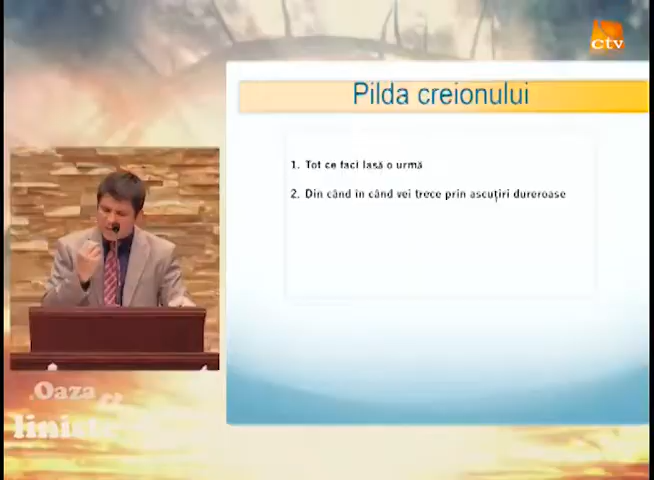 ctv
Pilda creionului
1. Tot ce faci lasă o urmă
2. Din când în când vei trece prin ascuțiri dureroase
Oaza